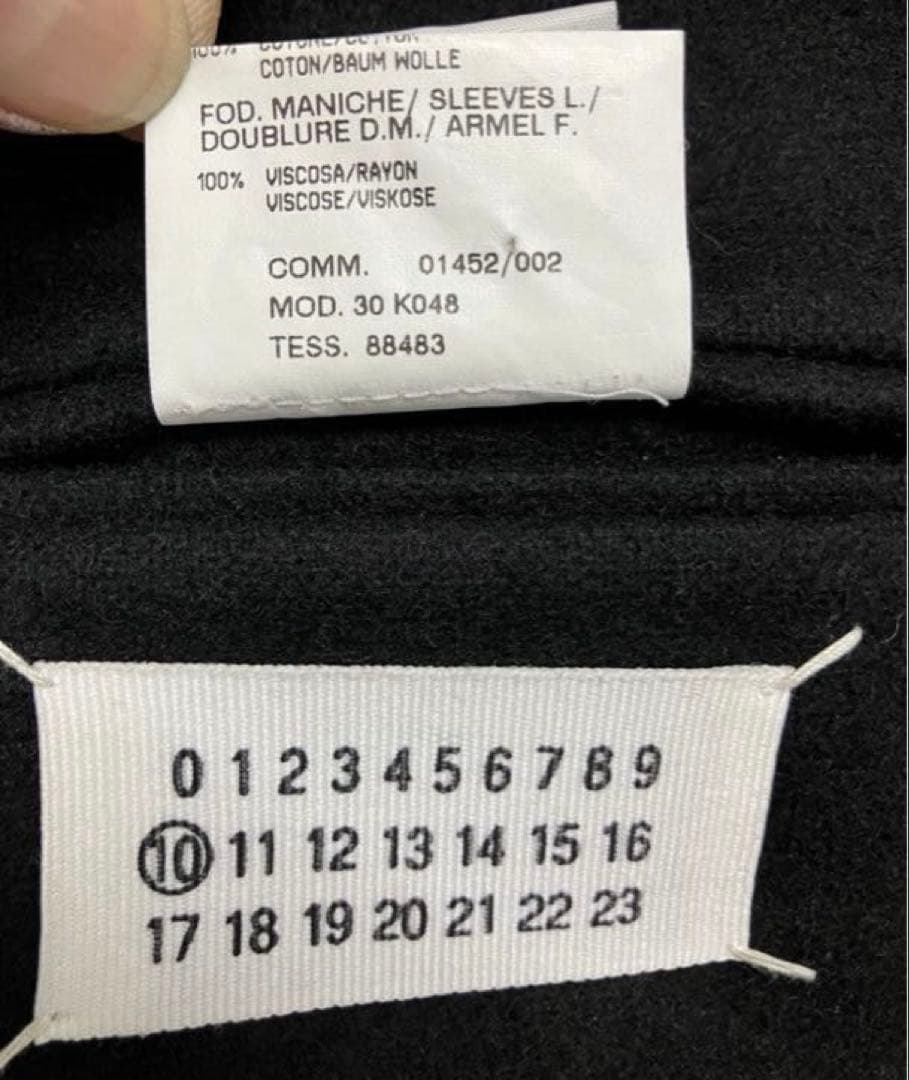 100%
COTON/BAUM WOLLE
FOD. MANICHE/ SLEEVES L./
DOUBLURE D.M./ ARMEL F.
100% VISCOSA/RAYON
VISCOSE/VISKOSE
COMM. 01452/002
MOD. 30 K048
TESS. 88483
0 1 2 3 4 5 6 7 8 9
10 11 12 13 14 15 16
17 18 19 20 21 22 23